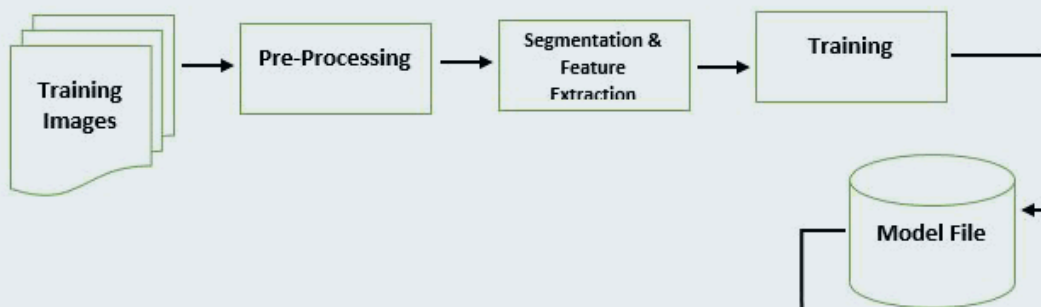 Training
Images
Pre-Processing
Segmentation &
Feature
Extraction
Training
Model File